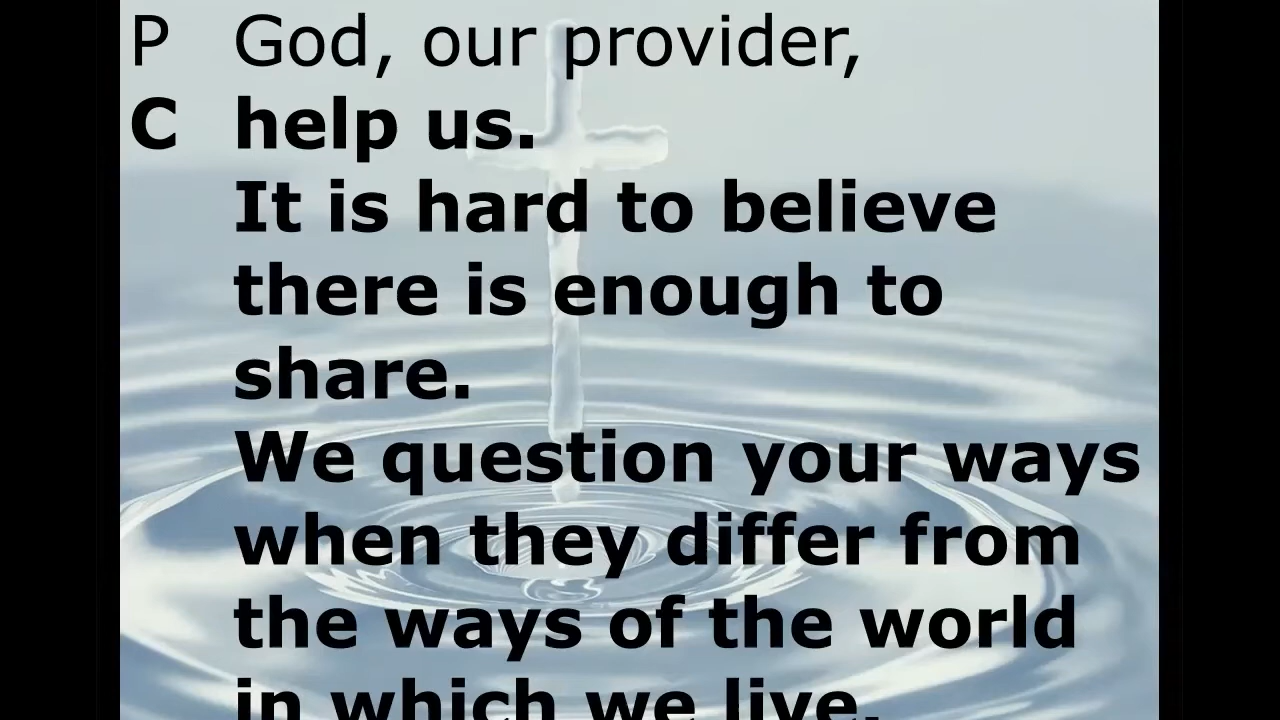 P God, our provider,
C help us.
It is hard to believe
there is enough to
share.
We question your ways
when they differ from
the ways of the world
in which we live.